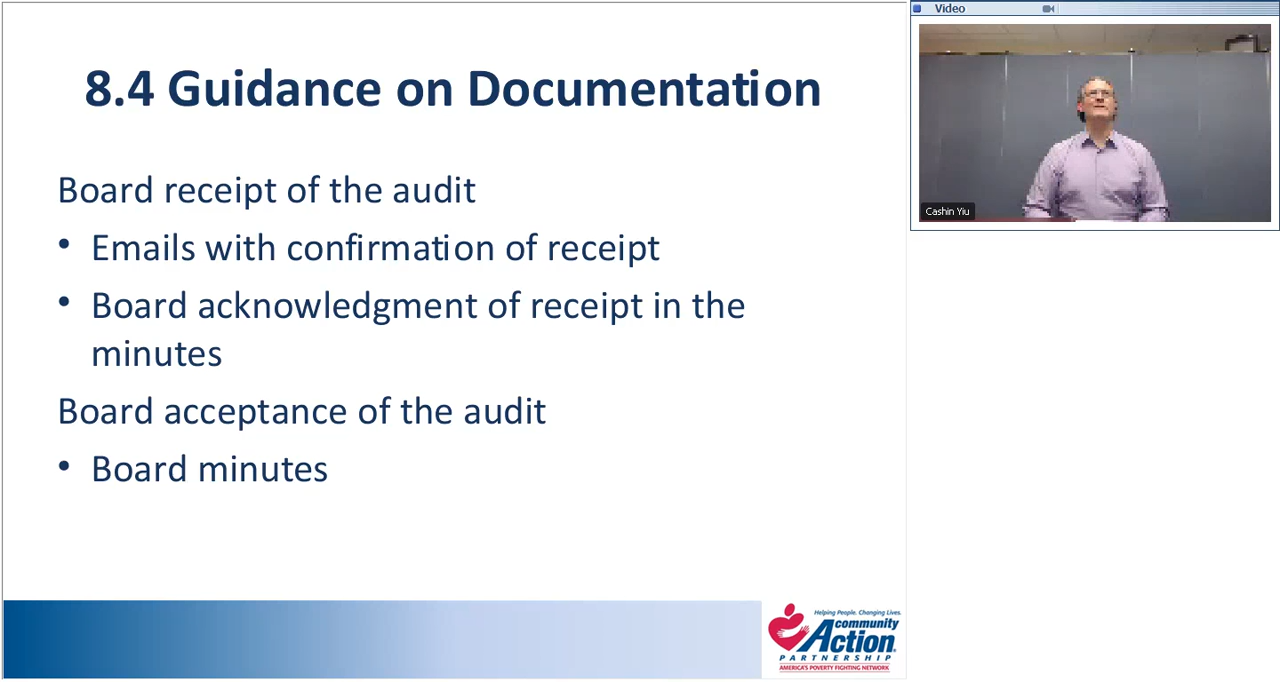 Video
8.4 Guidance on Documentation
Board receipt of the audit
• Emails with confirmation of receipt
• Board acknowledgment of receipt in the
minutes
Board acceptance of the audit
• Board minutes
Cashin Yiu
Helping People. Changing Lives.
community
Action
PARTNERSHIP
AMERICA'S POVERTY FIGHTING NETWORK